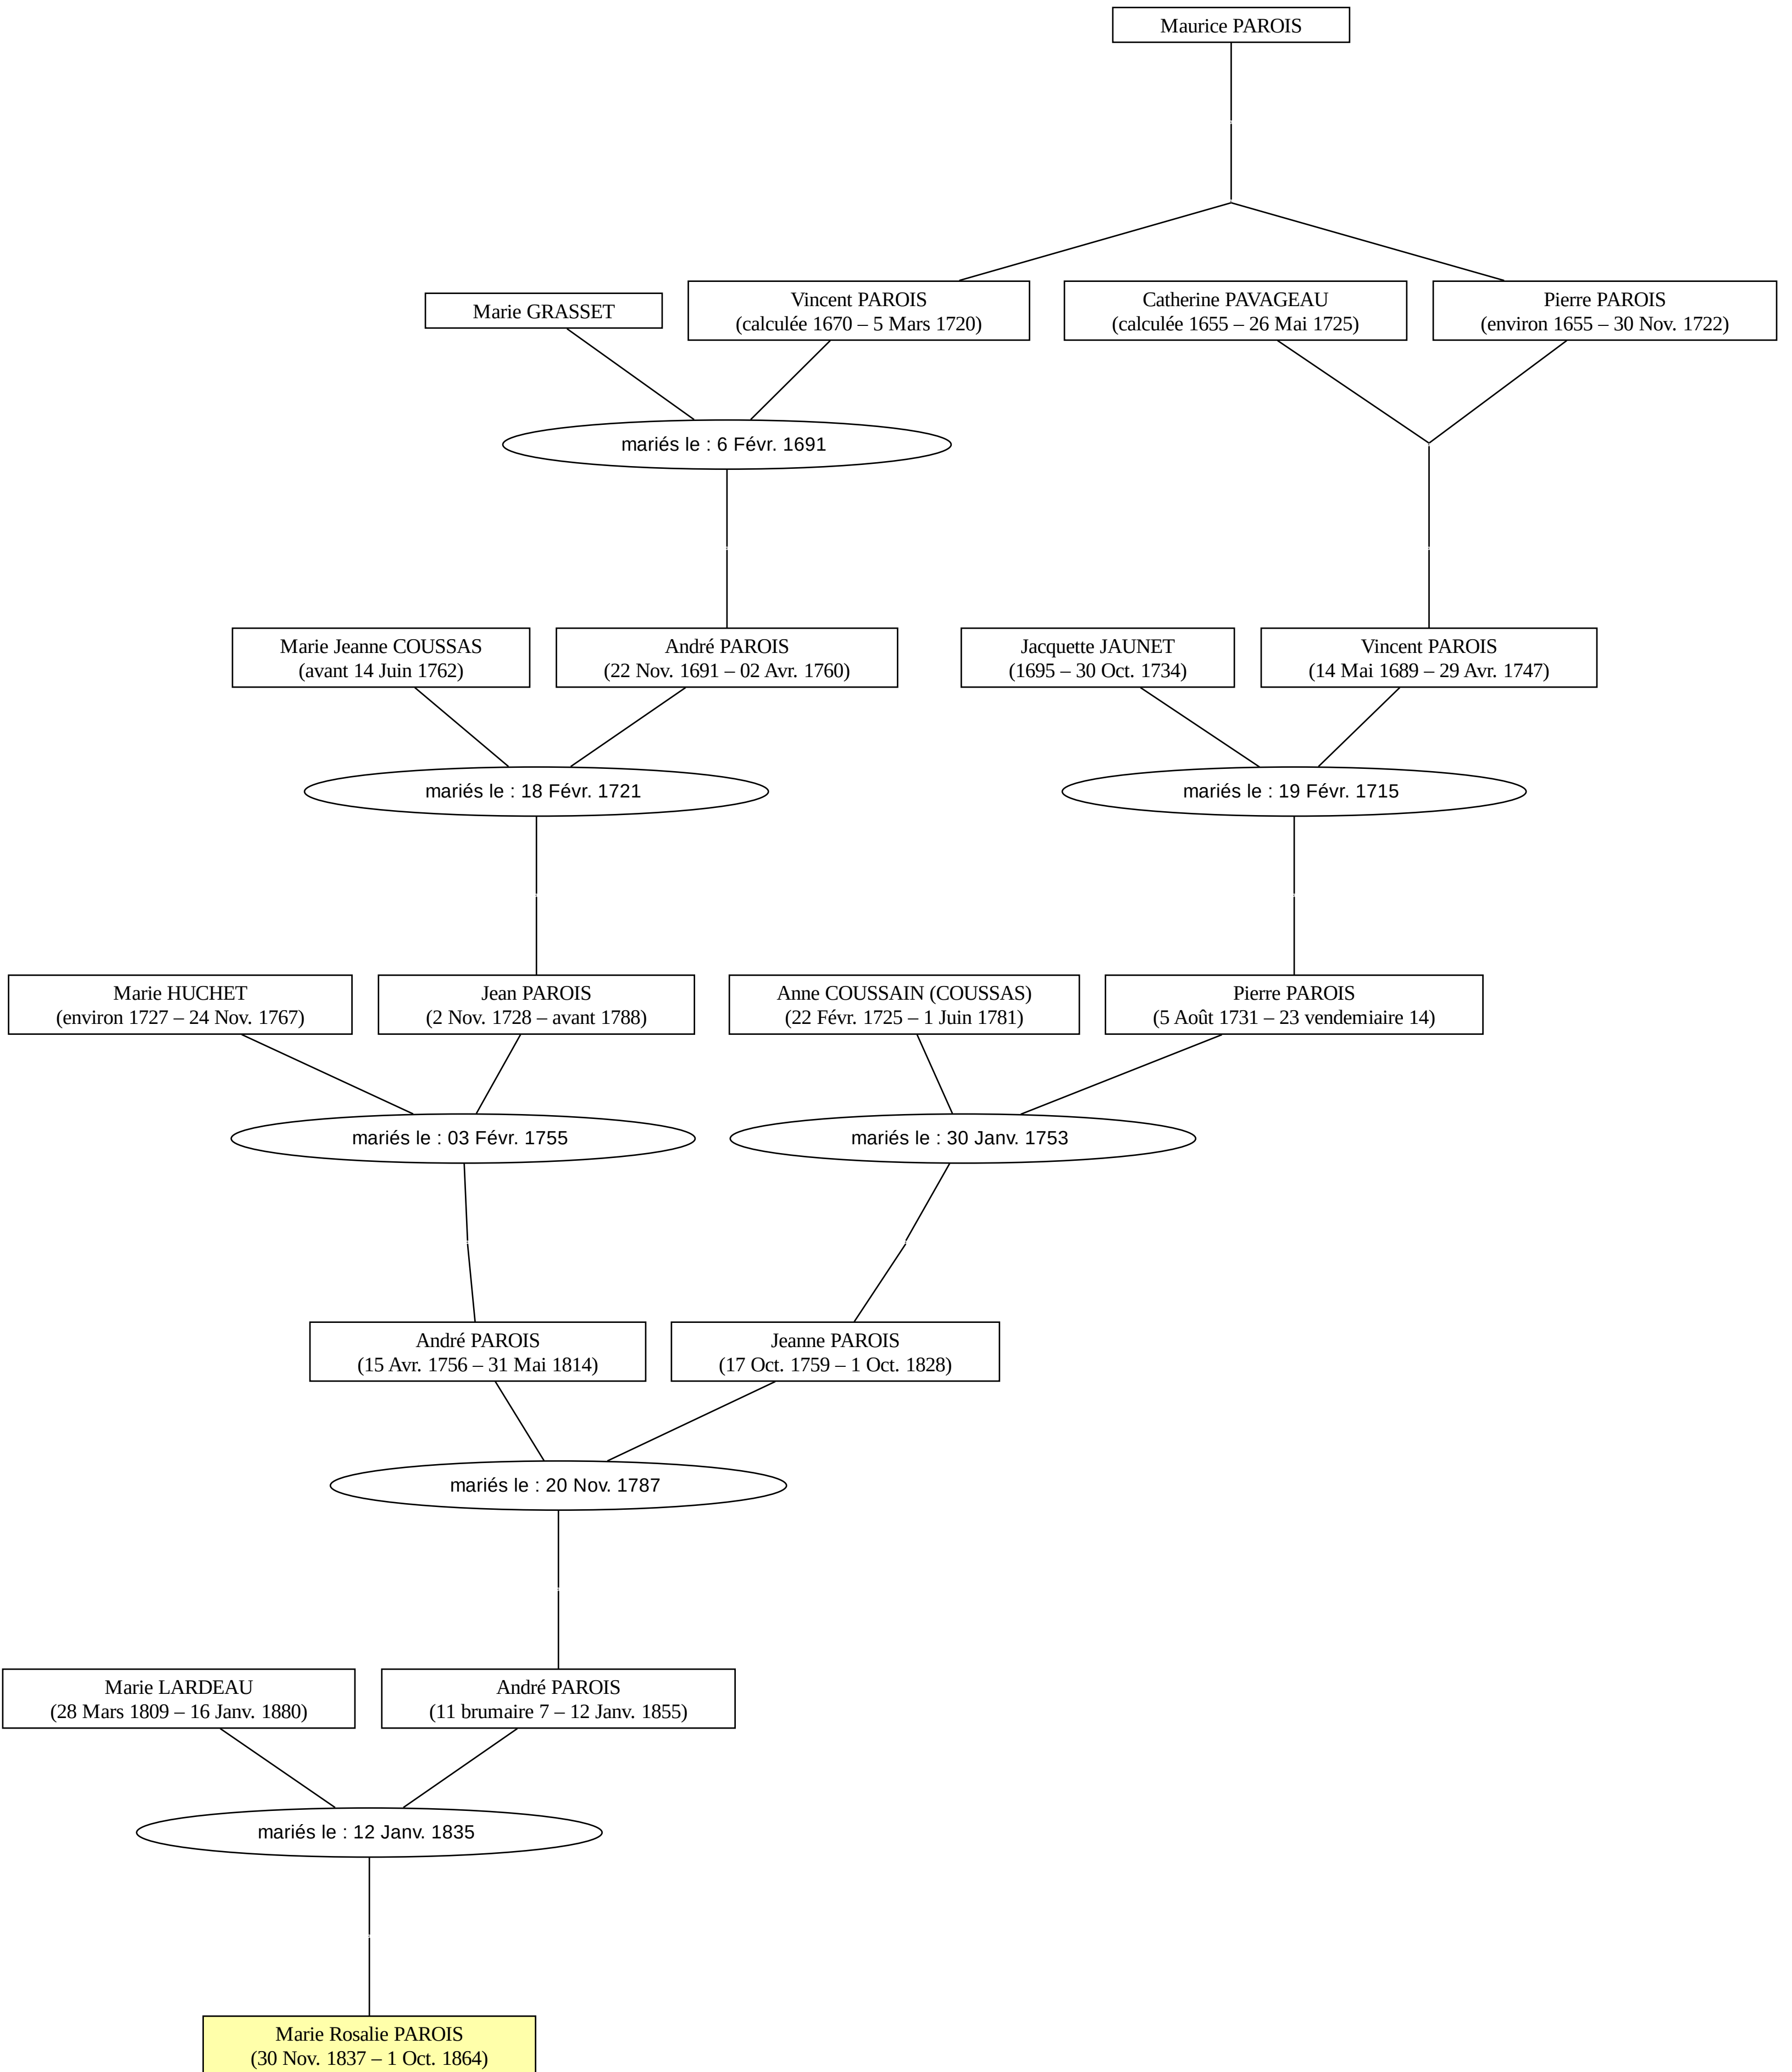 Maurice PAROIS
Marie GRASSET
Vincent PAROIS
(calculée 1670 – 5 Mars 1720)
Catherine PAVAGEAU
(calculée 1655 – 26 Mai 1725)
Pierre PAROIS
(environ 1655 – 30 Nov. 1722)
mariés le : 6 Févr. 1691
Marie Jeanne COUSSAS
(avant 14 Juin 1762)
André PAROIS
(22 Nov. 1691 – 02 Avr. 1760)
Jacquette JAUNET
(1695 – 30 Oct. 1734)
Vincent PAROIS
(14 Mai 1689 – 29 Avr. 1747)
mariés le : 18 Févr. 1721
mariés le : 19 Févr. 1715
Marie HUCHET
(environ 1727 – 24 Nov. 1767)
Jean PAROIS
(2 Nov. 1728 – avant 1788)
Anne COUSSAIN (COUSSAS)
(22 Févr. 1725 – 1 Juin 1781)
Pierre PAROIS
(5 Août 1731 – 23 vendemiaire 14)
mariés le : 03 Févr. 1755
mariés le : 30 Janv. 1753
André PAROIS
(15 Avr. 1756 – 31 Mai 1814)
Jeanne PAROIS
(17 Oct. 1759 – 1 Oct. 1828)
mariés le : 20 Nov. 1787
Marie LARDEAU
(28 Mars 1809 – 16 Janv. 1880)
André PAROIS
(11 brumaire 7 – 12 Janv. 1855)
mariés le : 12 Janv. 1835
Marie Rosalie PAROIS
(30 Nov. 1837 – 1 Oct. 1864)